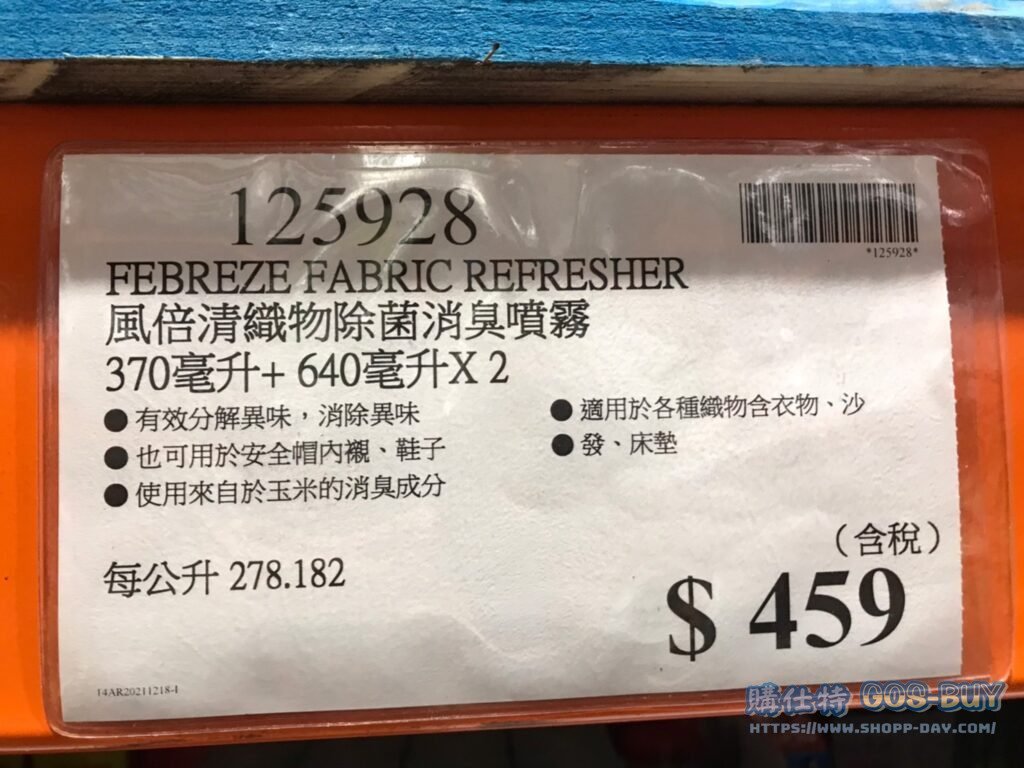 125928
*125928*
FEBREZE FABRIC REFRESHER
風倍清織物除菌消臭噴霧
370毫升+ 640毫升X 2
● 有效分解異味，消除異味
● 也可用於安全帽內襯、鞋子
● 使用來自於玉米的消臭成分
● 適用於各種織物含衣物、沙
● 發、床墊
每公升 278.182
（含稅）
$ 459
14AR20211218-1
購仕特 GOS-BUY
HTTPS://WWW.SHOPP-DAY.COM/